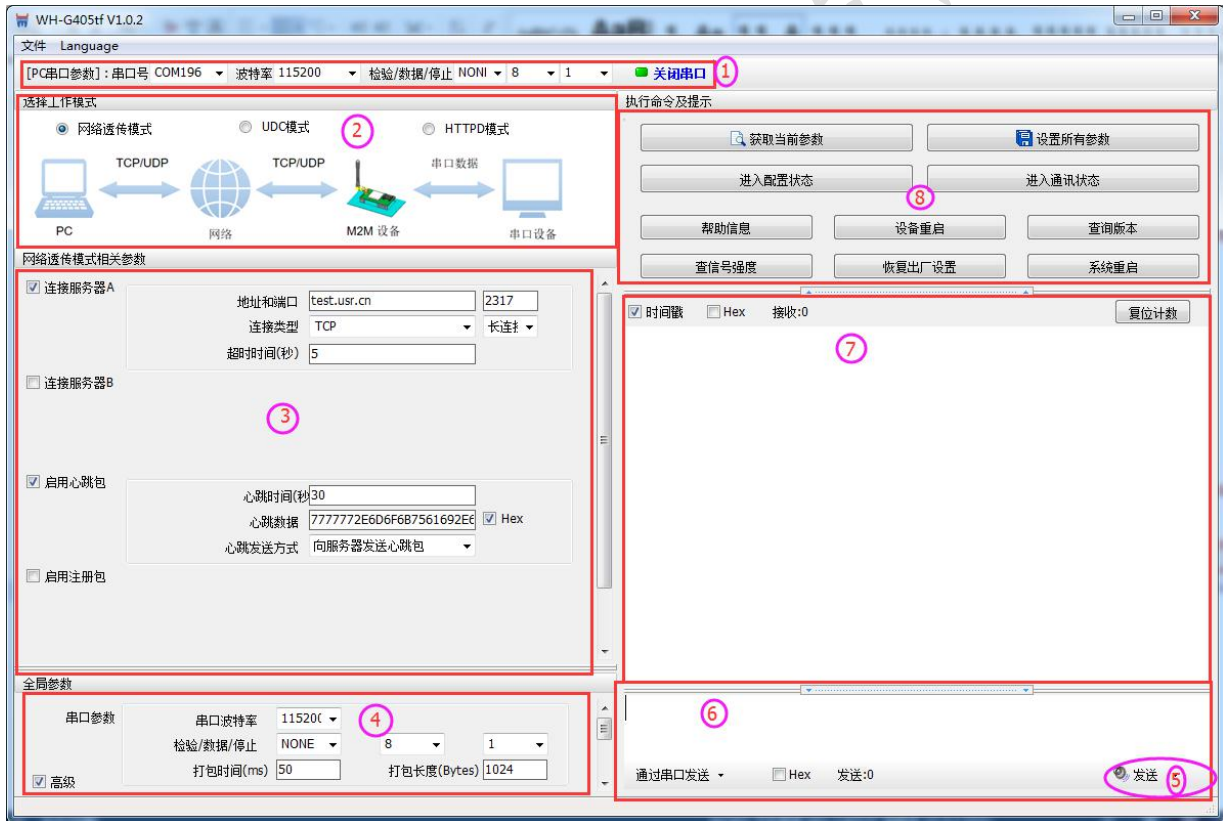 WH-G405tf V1.0.2
文件 Language
[PC串口参数]：串口号 COM196 波特率 115200 检验/数据/停止 NONI 8 1 关闭串口 1
选择工作模式
网络透传模式 UDC模式 2 HTTPD模式
TCP/UDP TCP/UDP 串口数据
PC 网络 M2M 设备 串口设备
网络透传模式相关参数
连接服务器A
地址和端口 test.usr.cn 2317
连接类型 TCP 长连接
超时时间(秒) 5
连接服务器B
3
启用心跳包
心跳时间(秒 30
心跳数据 7777772E6D6F6B7561692E6 Hex
心跳发送方式 向服务器发送心跳包
启用注册包
全局参数
串口参数 串口波特率 11520( 4
检验/数据/停止 NONE 8 1
打包时间(ms) 50 打包长度(Bytes) 1024
高级
执行命令及提示
获取当前参数 设置所有参数
进入配置状态 进入通讯状态
8
帮助信息 设备重启 查询版本
查信号强度 恢复出厂设置 系统重启
时间戳 Hex 接收:0 复位计数
7
6
通过串口发送 Hex 发送:0 发送 5